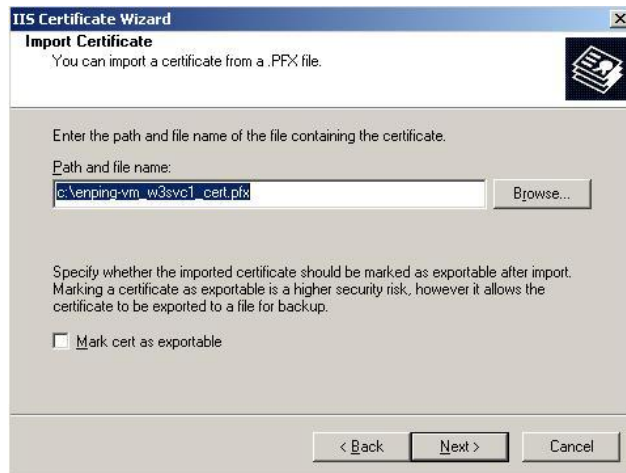 IIS Certificate Wizard
Import Certificate
You can import a certificate from a .PFX file.
Enter the path and file name of the file containing the certificate.
Path and file name:
c:\enping-vm_w3svc1_cert.pfx
Browse...
Specify whether the imported certificate should be marked as exportable after import.
Marking a certificate as exportable is a higher security risk, however it allows the
certificate to be exported to a file for backup.
Mark cert as exportable
< Back
Next >
Cancel